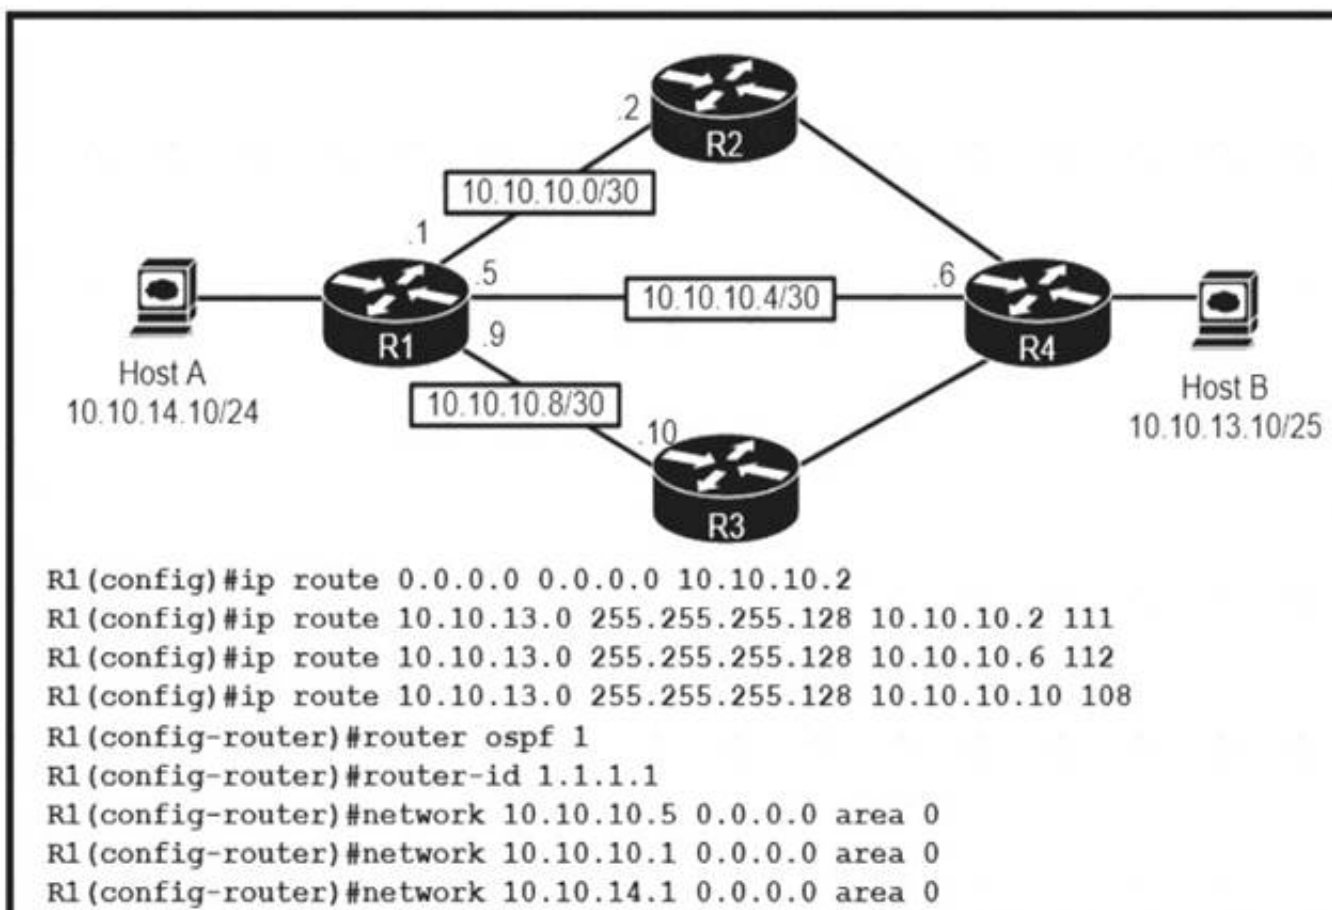 .2
R2
10.10.10.0/30
.1
.5
.6
10.10.10.4/30
R1
R4
.9
Host A
10.10.14.10/24
Host B
10.10.13.10/25
10.10.10.8/30
.10
R3
R1(config)#ip route 0.0.0.0 0.0.0.0 10.10.10.2
R1(config)#ip route 10.10.13.0 255.255.255.128 10.10.10.2 111
R1(config)#ip route 10.10.13.0 255.255.255.128 10.10.10.6 112
R1(config)#ip route 10.10.13.0 255.255.255.128 10.10.10.10 108
R1(config-router)#router ospf 1
R1(config-router)#router-id 1.1.1.1
R1(config-router)#network 10.10.10.5 0.0.0.0 area 0
R1(config-router)#network 10.10.10.1 0.0.0.0 area 0
R1(config-router)#network 10.10.14.1 0.0.0.0 area 0